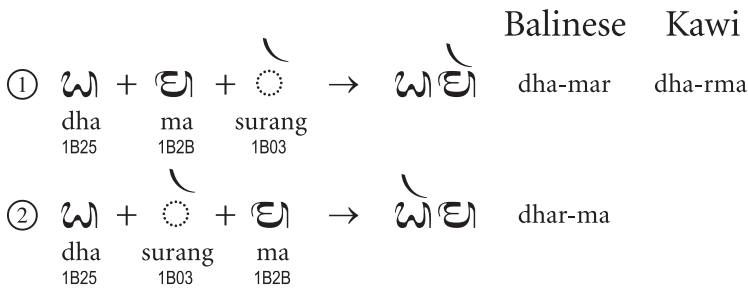 Balinese Kawi
① ᬥ + ᬫ + ◌ᬃ → ᬥᬫᬃ dha-mar dha-rma
dha ma surang
1B25 1B2B 1B03
② ᬥ + ◌ᬃ + ᬫ → ᬥᬃᬫ dhar-ma
dha surang ma
1B25 1B03 1B2B